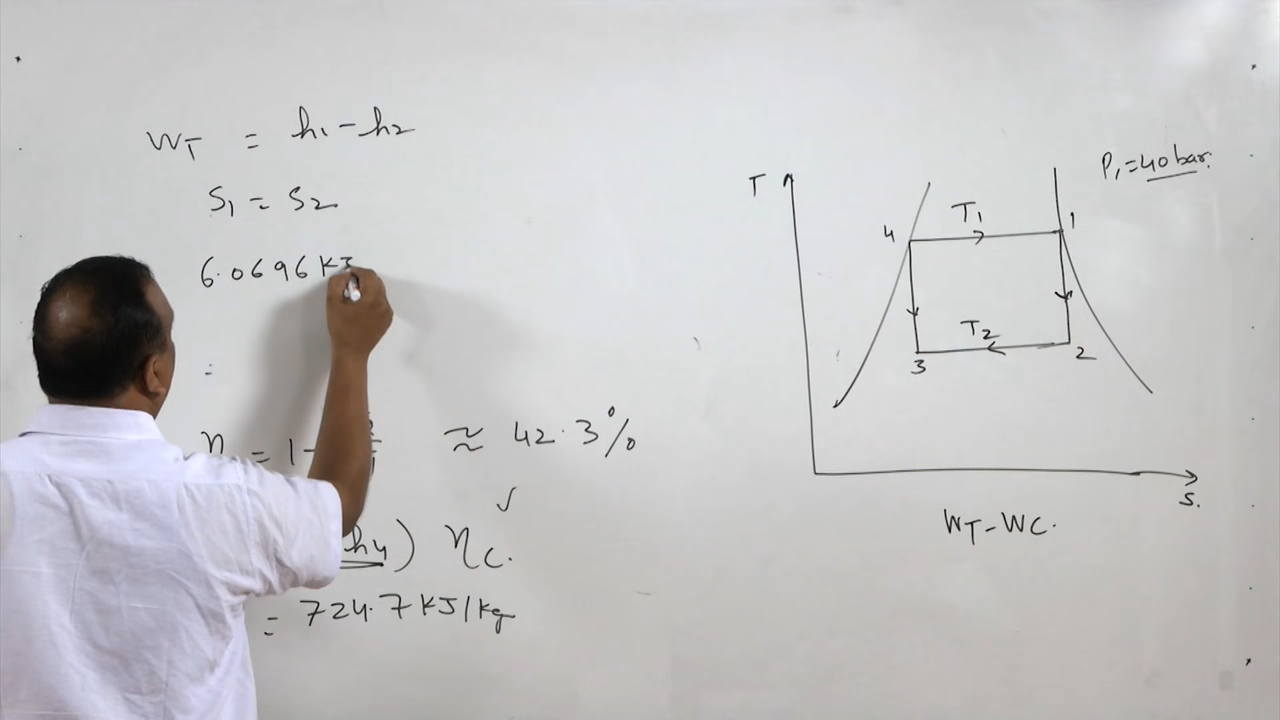 W_T = h₁ - h₂
S₁ = S₂
6.0696 KJ
=
η = 1 - ≈ 42.3%
✓
h₄) η_C.
= 724.7 KJ/Kg
P₁ = 40 bar.
T
T₁
4
1
T₂
3
2
S.
W_T - W_C.